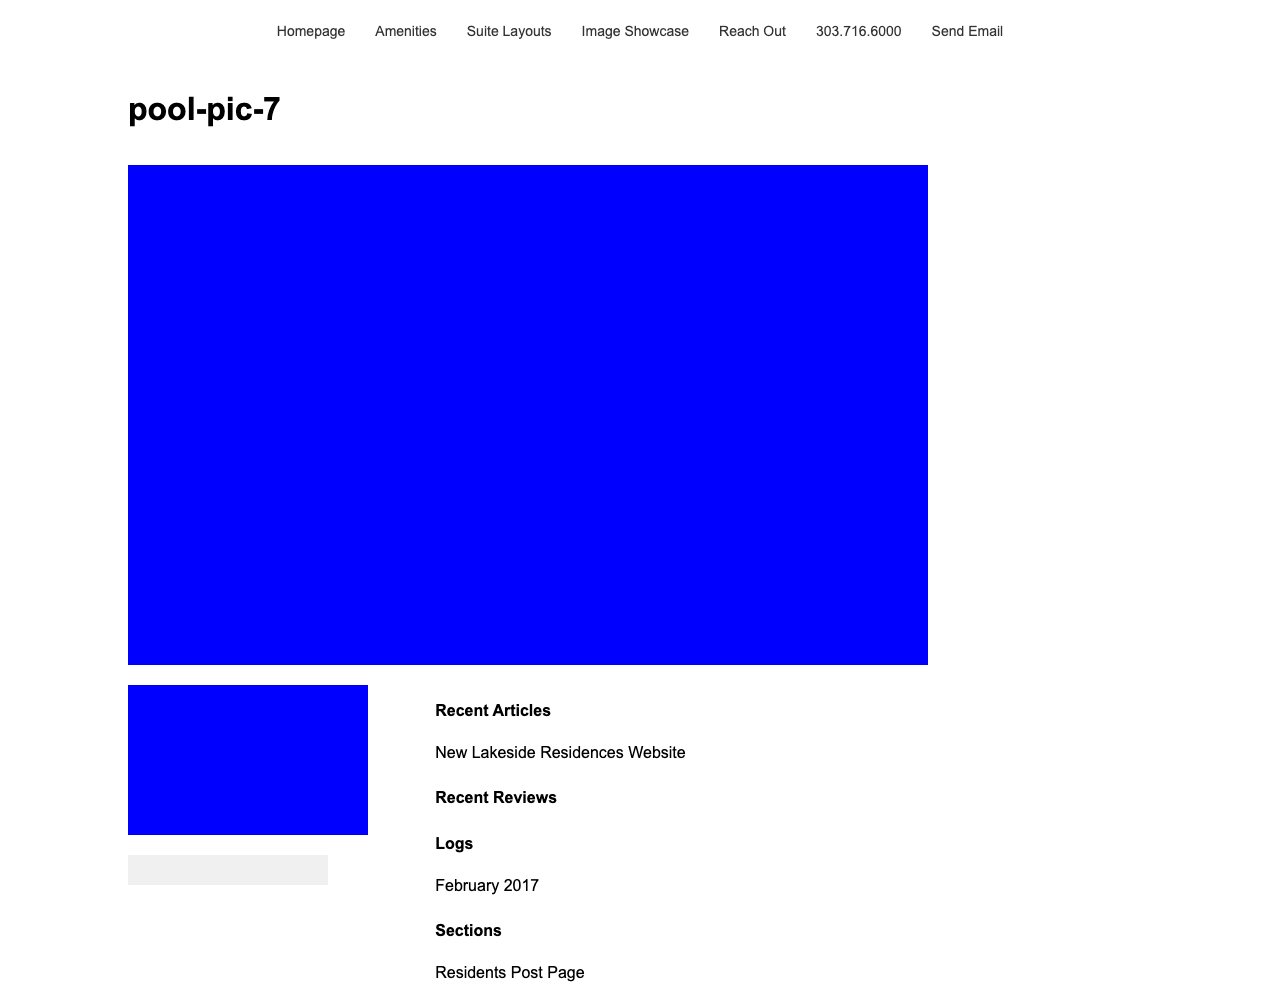 Homepage Amenities Suite Layouts Image Showcase Reach Out 303.716.6000 Send Email
pool-pic-7
Recent Articles
New Lakeside Residences Website
Recent Reviews
Logs
February 2017
Sections
Residents Post Page